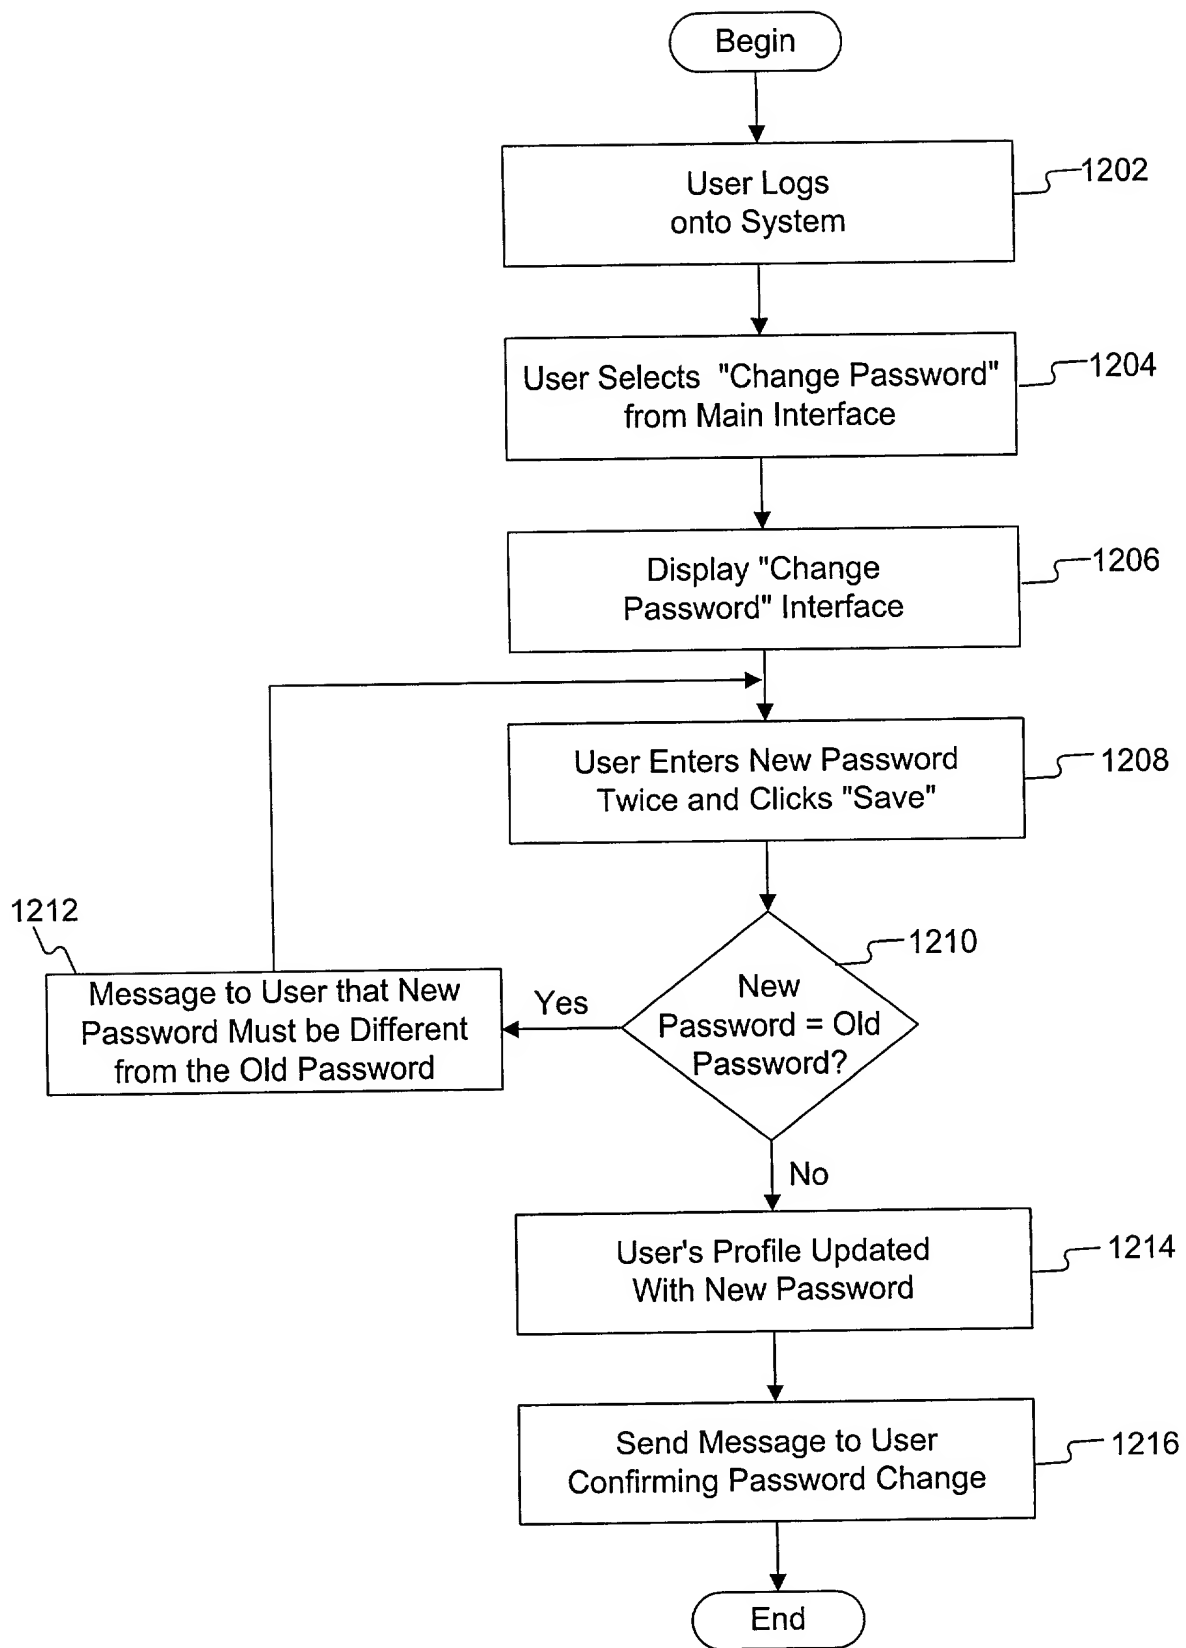 Begin
User Logs
onto System
1202
User Selects "Change Password"
from Main Interface
1204
Display "Change
Password" Interface
1206
User Enters New Password
Twice and Clicks "Save"
1208
1212
Message to User that New
Password Must be Different
from the Old Password
Yes
New
Password = Old
Password?
1210
No
User's Profile Updated
With New Password
1214
Send Message to User
Confirming Password Change
1216
End